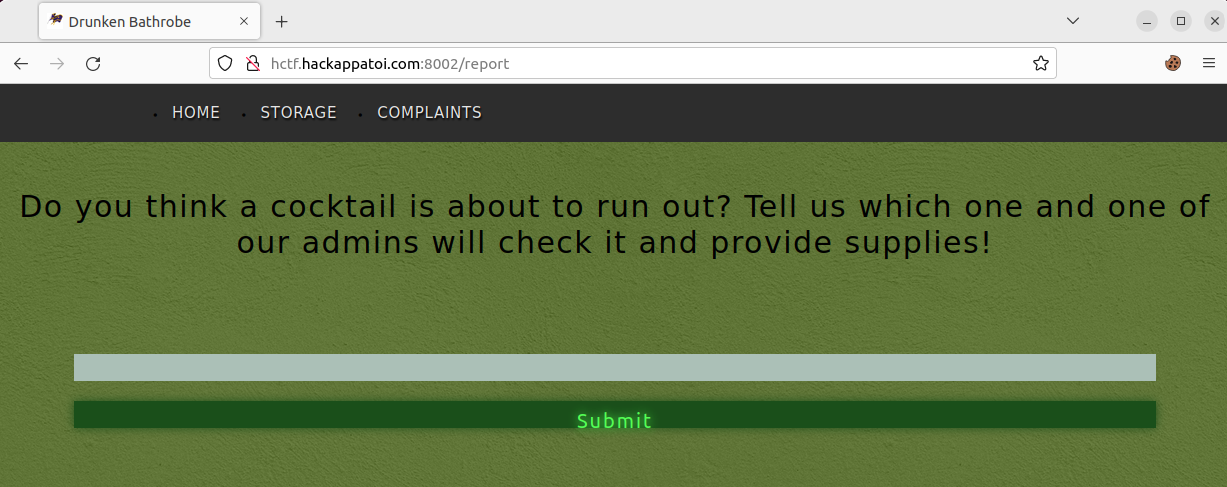 Drunken Bathrobe
hctf.hackappatoi.com:8002/report
HOME STORAGE COMPLAINTS
Do you think a cocktail is about to run out? Tell us which one and one of
our admins will check it and provide supplies!
Submit